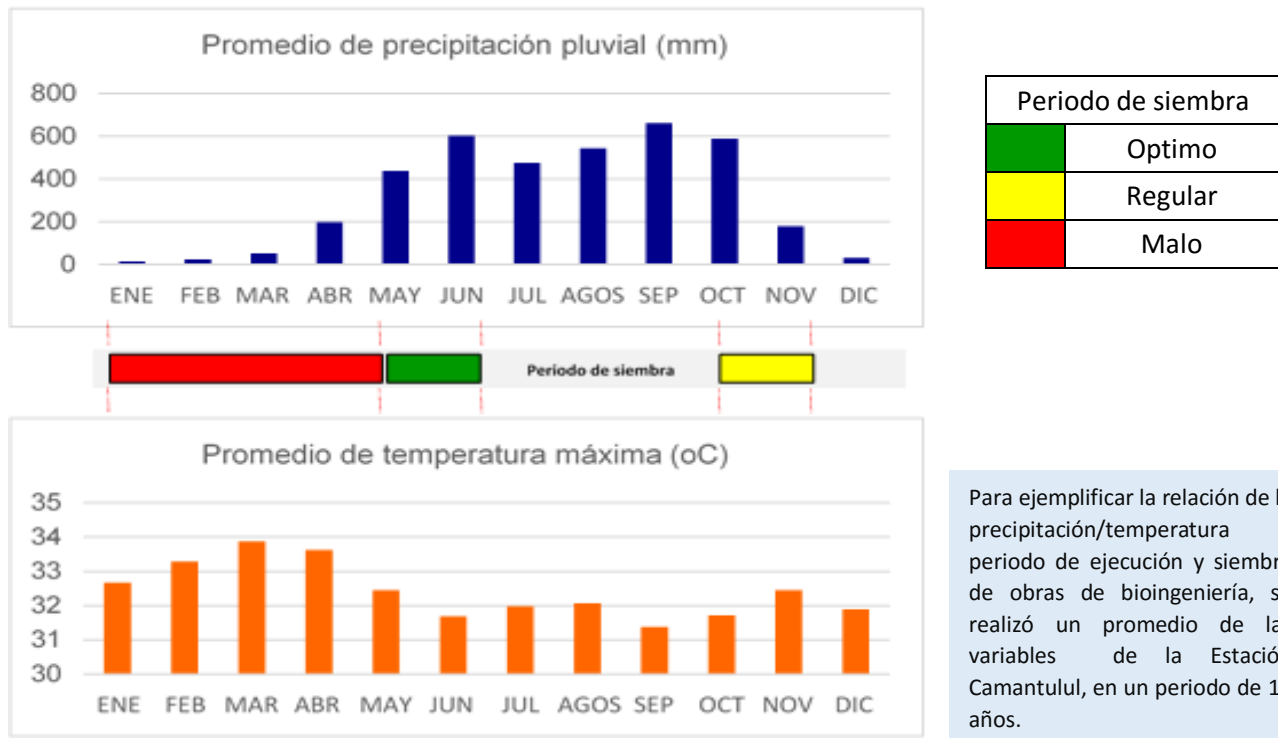 Promedio de precipitación pluvial (mm)
800
600
400
200
0
ENE FEB MAR ABR MAY JUN JUL AGOS SEP OCT NOV DIC
Periodo de siembra
Optimo
Regular
Malo
Periodo de siembra
Promedio de temperatura máxima (oC)
35
34
33
32
31
30
ENE FEB MAR ABR MAY JUN JUL AGOS SEP OCT NOV DIC
Para ejemplificar la relación de
precipitación/temperatura
periodo de ejecución y
de obras de bioingeniería,
realizó un promedio de
variables de la
Camantulul, en un periodo de
años.